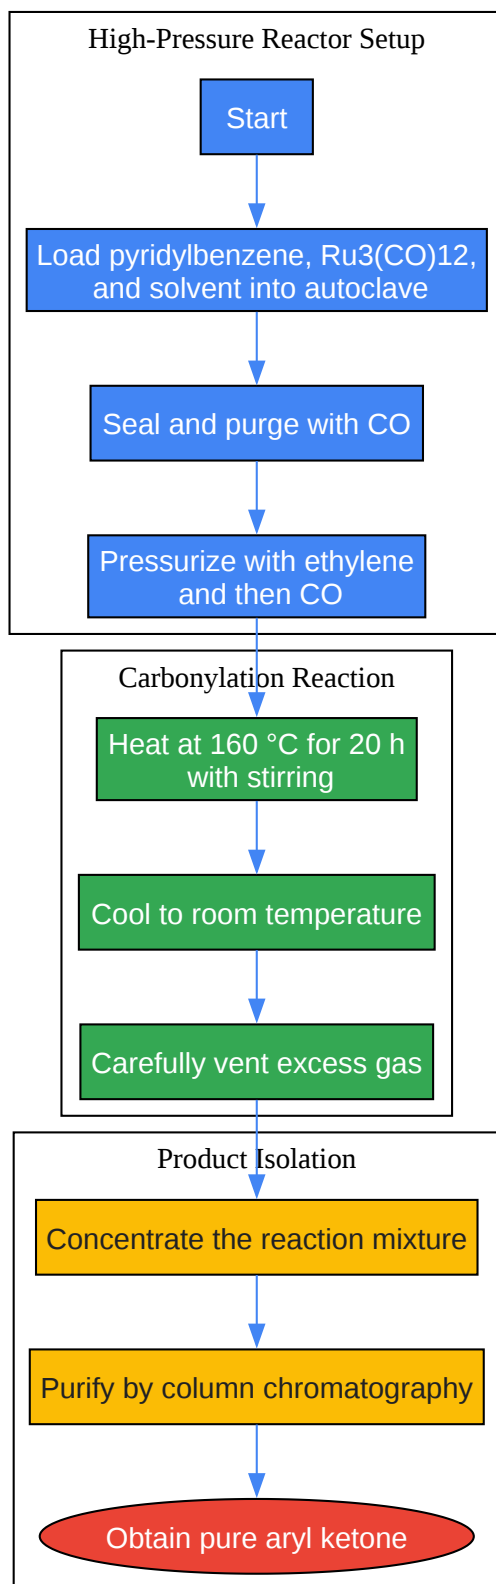 High-Pressure Reactor Setup
Start
Load pyridylbenzene, Ru3(CO)12,
and solvent into autoclave
Seal and purge with CO
Pressurize with ethylene
and then CO
Carbonylation Reaction
Heat at 160 °C for 20 h
with stirring
Cool to room temperature
Carefully vent excess gas
Product Isolation
Concentrate the reaction mixture
Purify by column chromatography
Obtain pure aryl ketone